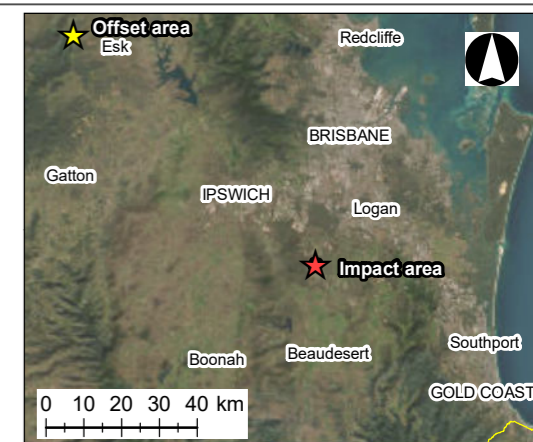 Offset area
Esk
Redcliffe
BRISBANE
Gatton
IPSWICH
Logan
Impact area
Southport
Boonah
Beaudesert
GOLD COAST
0 10 20 30 40 km